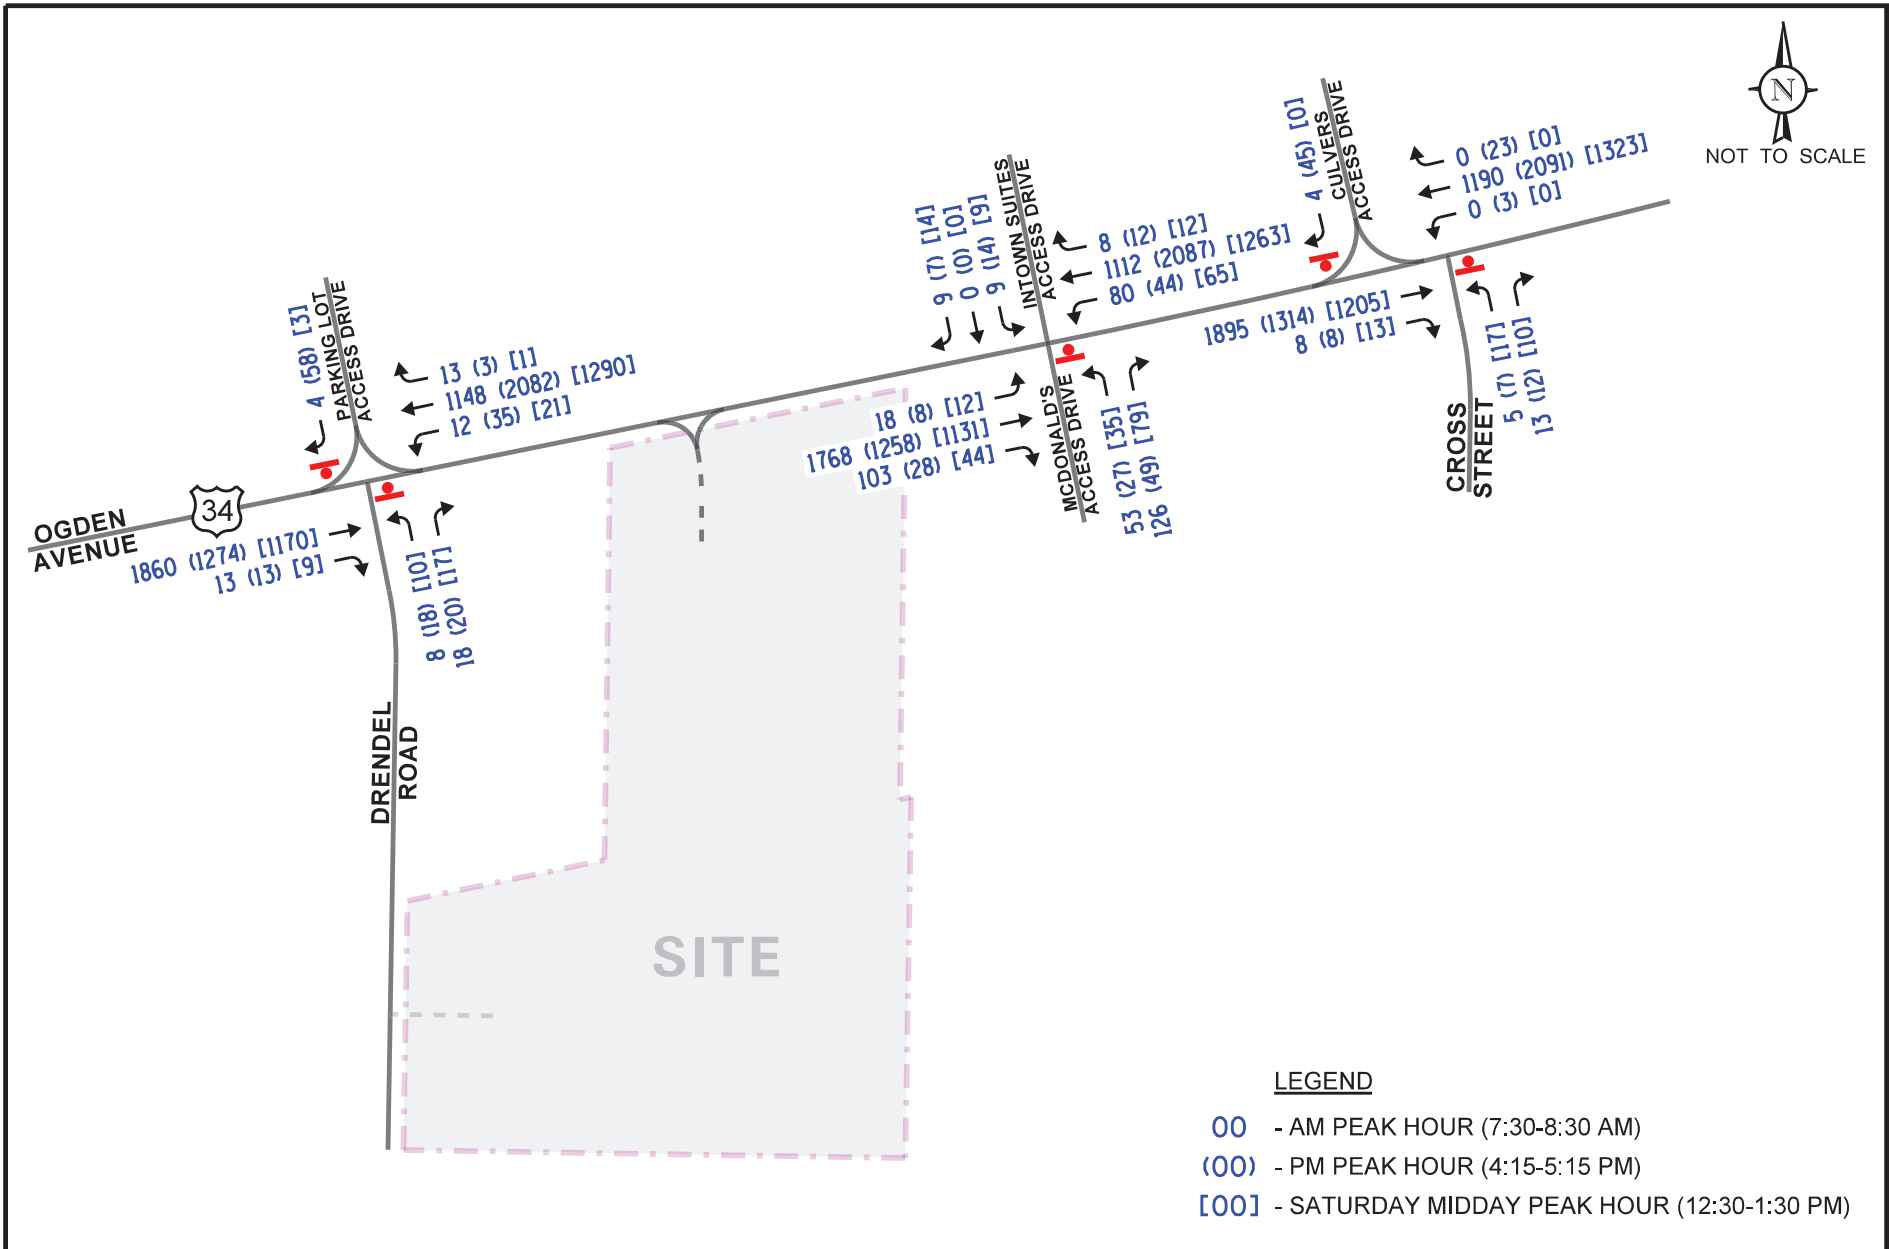 N
NOT TO SCALE
4 (45) [0]
CULVERS
ACCESS DRIVE
0 (23) [0]
1190 (2091) [1323]
0 (3) [0]
9 (7) [14]
0 (0) [0]
9 (14) [9]
INTOWN SUITES
ACCESS DRIVE
8 (12) [12]
1112 (2087) [1263]
80 (44) [65]
1895 (1314) [1205]
8 (8) [13]
5 (7) [17]
13 (12) [10]
CROSS
STREET
4 (58) [3]
PARKING LOT
ACCESS DRIVE
13 (3) [1]
1148 (2082) [1290]
12 (35) [21]
18 (8) [12]
1768 (1258) [1131]
103 (28) [44]
MCDONALD'S
ACCESS DRIVE
53 (27) [35]
126 (49) [79]
34
OGDEN
AVENUE
1860 (1274) [1170]
13 (13) [9]
8 (18) [10]
18 (20) [17]
DRENDEL
ROAD
SITE
LEGEND
00 - AM PEAK HOUR (7:30-8:30 AM)
(00) - PM PEAK HOUR (4:15-5:15 PM)
[00] - SATURDAY MIDDAY PEAK HOUR (12:30-1:30 PM)